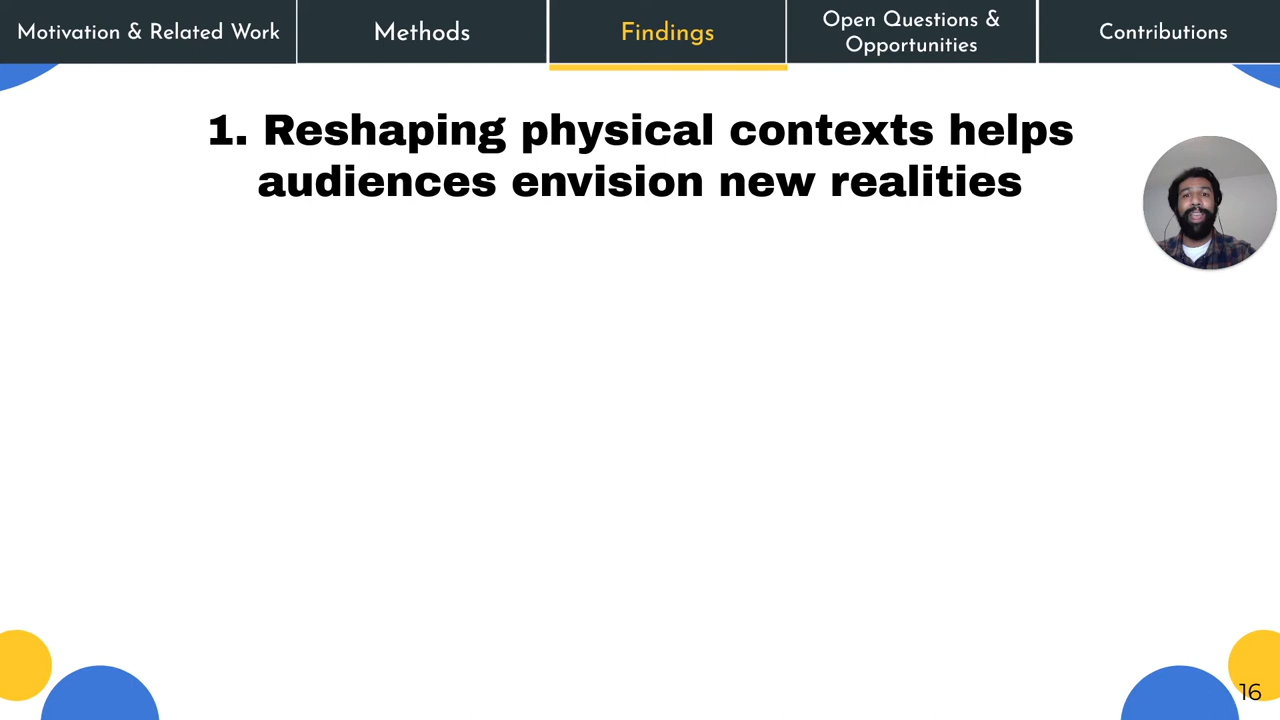 Motivation & Related Work
Methods
Findings
Open Questions &
Opportunities
Contributions
1. Reshaping physical contexts helps
audiences envision new realities
16